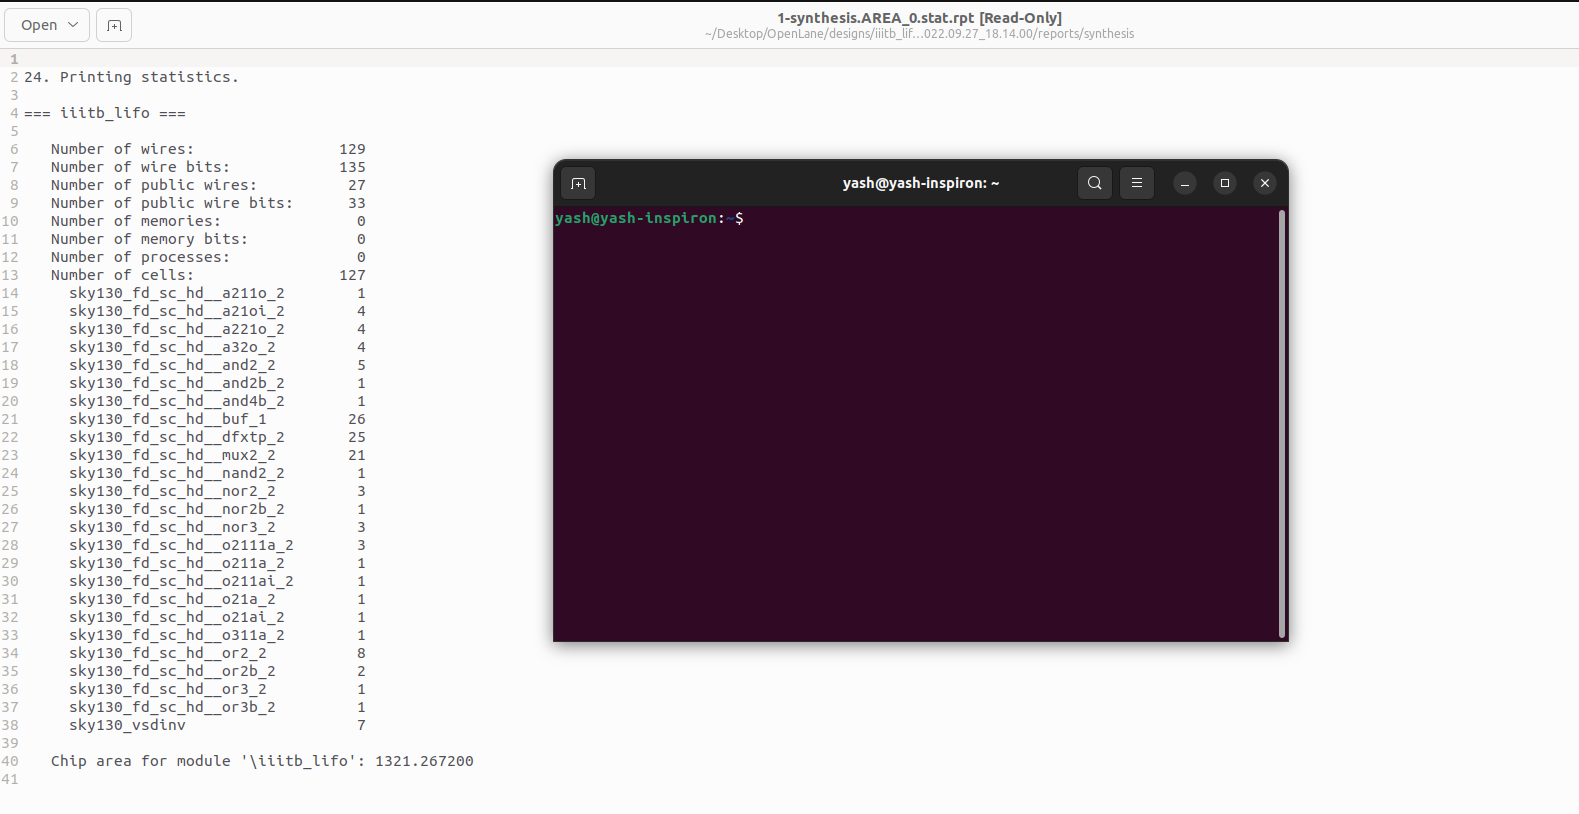 Open
1-synthesis.AREA_0.stat.rpt [Read-Only]
~/Desktop/OpenLane/designs/iiitb_lif…022.09.27_18.14.00/reports/synthesis
1
2 24. Printing statistics.
3
4 === iiitb_lifo ===
5
6 Number of wires: 129
7 Number of wire bits: 135
8 Number of public wires: 27
9 Number of public wire bits: 33
10 Number of memories: 0
11 Number of memory bits: 0
12 Number of processes: 0
13 Number of cells: 127
14 sky130_fd_sc_hd__a211o_2 1
15 sky130_fd_sc_hd__a21oi_2 4
16 sky130_fd_sc_hd__a221o_2 4
17 sky130_fd_sc_hd__a32o_2 4
18 sky130_fd_sc_hd__and2_2 5
19 sky130_fd_sc_hd__and2b_2 1
20 sky130_fd_sc_hd__and4b_2 1
21 sky130_fd_sc_hd__buf_1 26
22 sky130_fd_sc_hd__dfxtp_2 25
23 sky130_fd_sc_hd__mux2_2 21
24 sky130_fd_sc_hd__nand2_2 1
25 sky130_fd_sc_hd__nor2_2 3
26 sky130_fd_sc_hd__nor2b_2 1
27 sky130_fd_sc_hd__nor3_2 3
28 sky130_fd_sc_hd__o2111a_2 3
29 sky130_fd_sc_hd__o211a_2 1
30 sky130_fd_sc_hd__o211ai_2 1
31 sky130_fd_sc_hd__o21a_2 1
32 sky130_fd_sc_hd__o21ai_2 1
33 sky130_fd_sc_hd__o311a_2 1
34 sky130_fd_sc_hd__or2_2 8
35 sky130_fd_sc_hd__or2b_2 2
36 sky130_fd_sc_hd__or3_2 1
37 sky130_fd_sc_hd__or3b_2 1
38 sky130_vsdinv 7
39
40 Chip area for module '\iiitb_lifo': 1321.267200
41
yash@yash-inspiron: ~
yash@yash-inspiron:~$